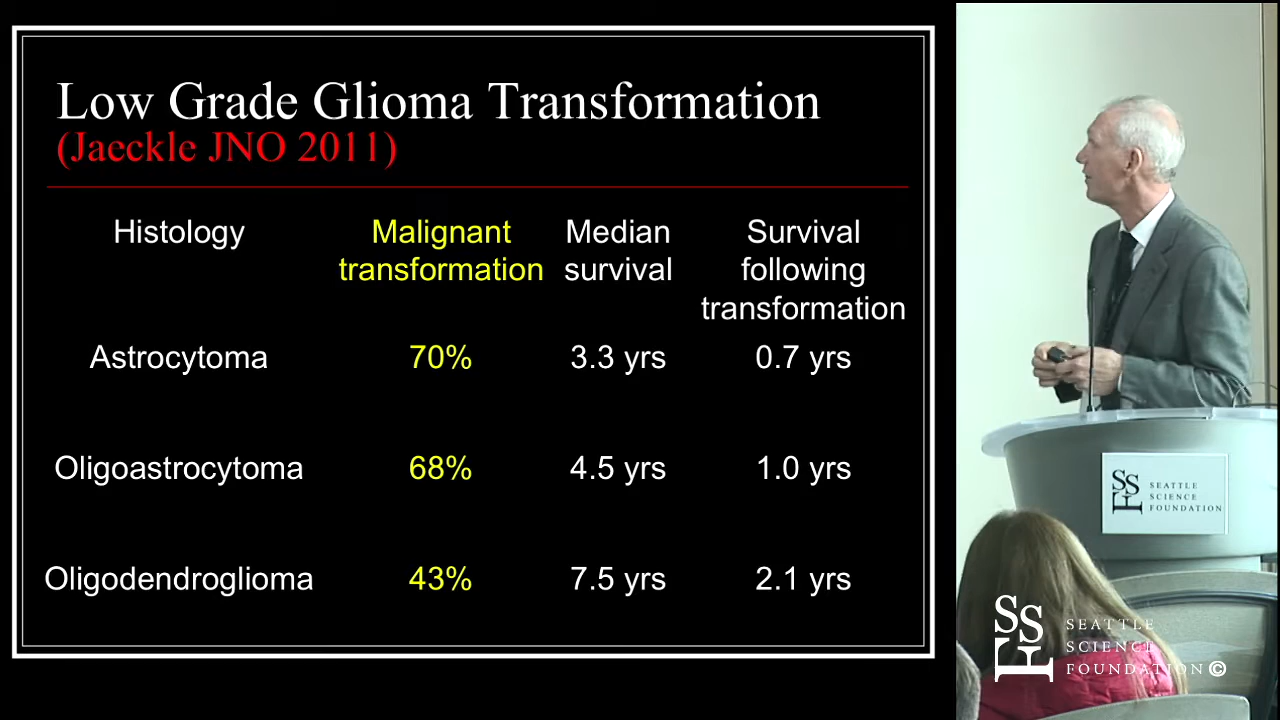 Low Grade Glioma Transformation
(Jaeckle JNO 2011)
Histology
Malignant transformation
Median survival
Survival following transformation
Astrocytoma 70% 3.3 yrs 0.7 yrs
Oligoastrocytoma 68% 4.5 yrs 1.0 yrs
Oligodendroglioma 43% 7.5 yrs 2.1 yrs
SSF
SEATTLE
SCIENCE
FOUNDATION
SSF
SEATTLE
SCIENCE
FOUNDATION©